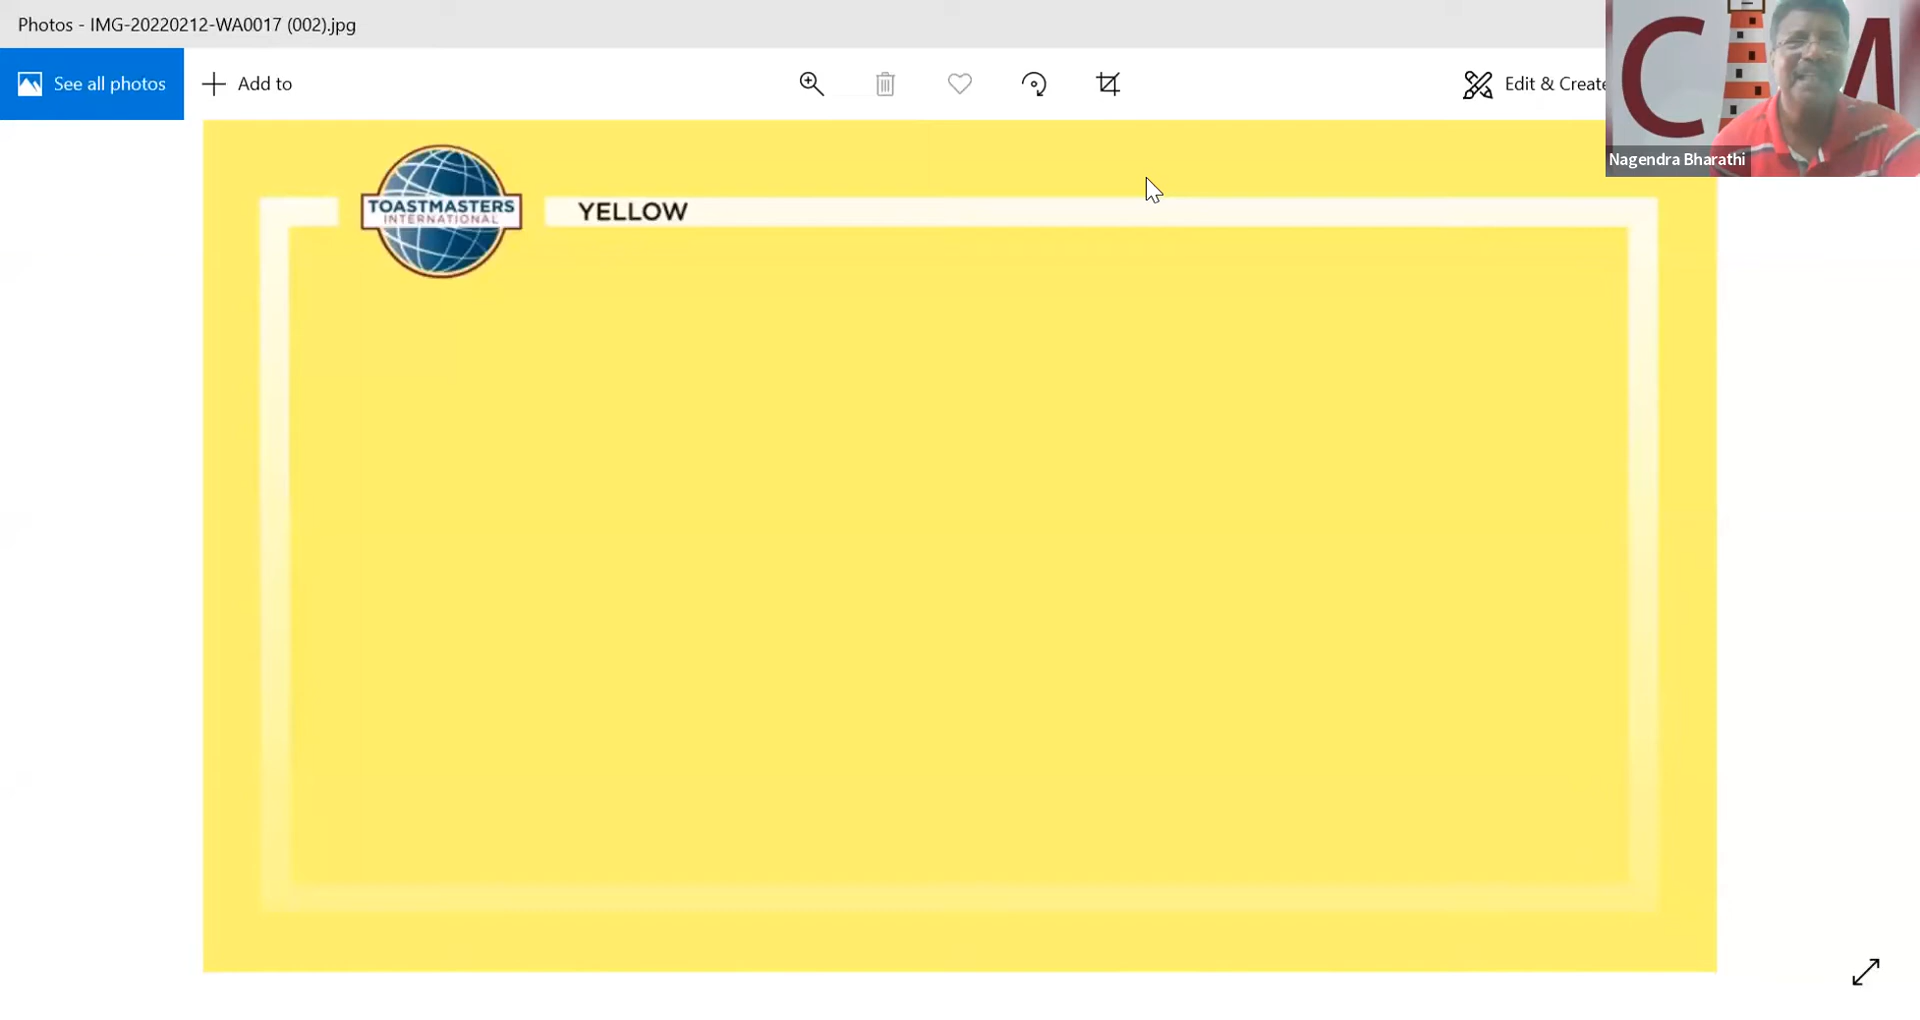 Photos - IMG-20220212-WA0017 (002).jpg
See all photos
Add to
Edit & Create
C M
Nagendra Bharathi
TOASTMASTERS
INTERNATIONAL
YELLOW